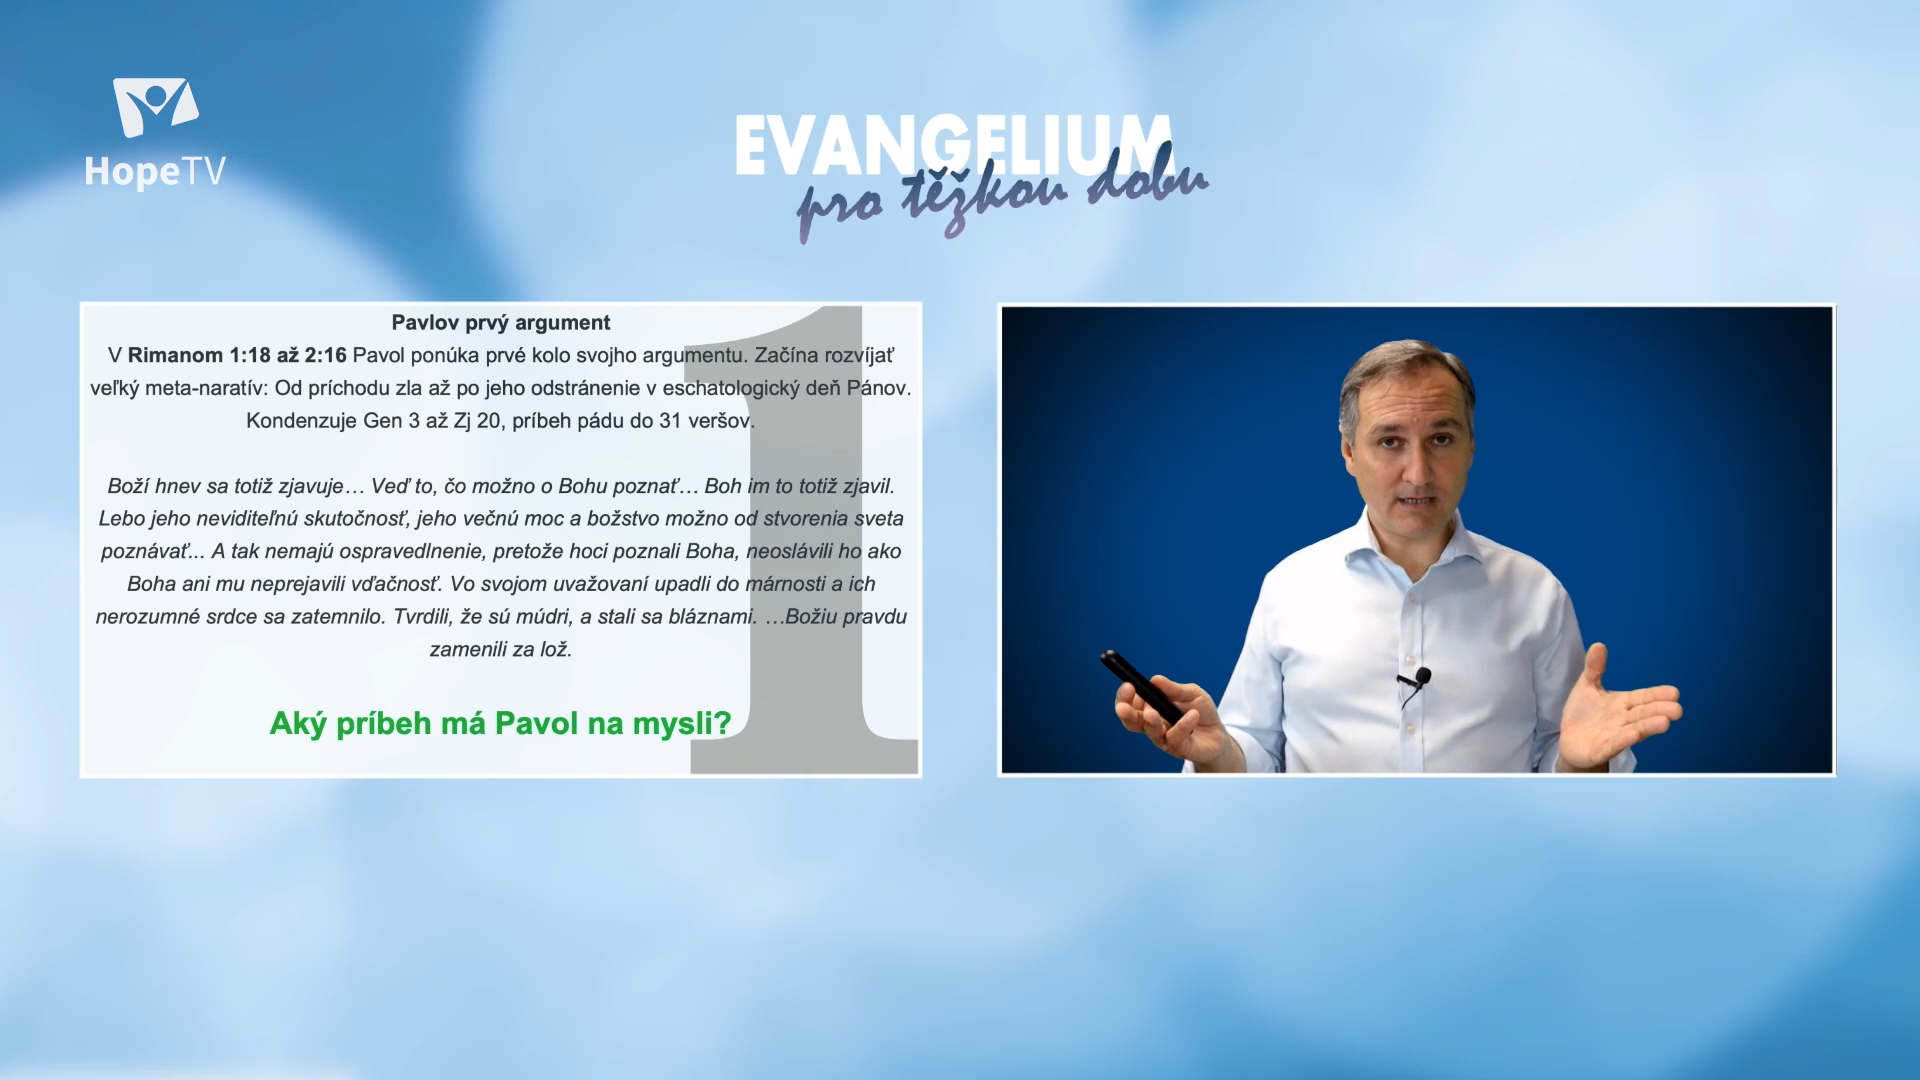 HopeTV
EVANGELIUM
pro těžkou dobu
Pavlov prvý argument
V Rimanom 1:18 až 2:16 Pavol ponúka prvé kolo svojho argumentu. Začína rozvíjať
veľký meta-naratív: Od príchodu zla až po jeho odstránenie v eschatologický deň Pánov.
Kondenzuje Gen 3 až Zj 20, príbeh pádu do 31 veršov.
Boží hnev sa totiž zjavuje… Veď to, čo možno o Bohu poznať… Boh im to totiž zjavil.
Lebo jeho neviditeľnú skutočnosť, jeho večnú moc a božstvo možno od stvorenia sveta
poznávať... A tak nemajú ospravedlnenie, pretože hoci poznali Boha, neoslávili ho ako
Boha ani mu neprejavili vďačnosť. Vo svojom uvažovaní upadli do márnosti a ich
nerozumné srdce sa zatemnilo. Tvrdili, že sú múdri, a stali sa bláznami. …Božiu pravdu
zamenili za lož.
Aký príbeh má Pavol na mysli?
1